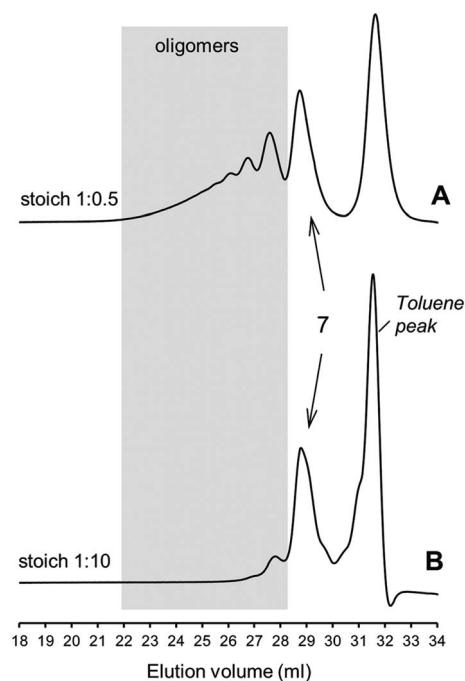 oligomers
stoich 1:0.5
A
7
Toluene
peak
stoich 1:10
B
18 19 20 21 22 23 24 25 26 27 28 29 30 31 32 33 34
Elution volume (ml)